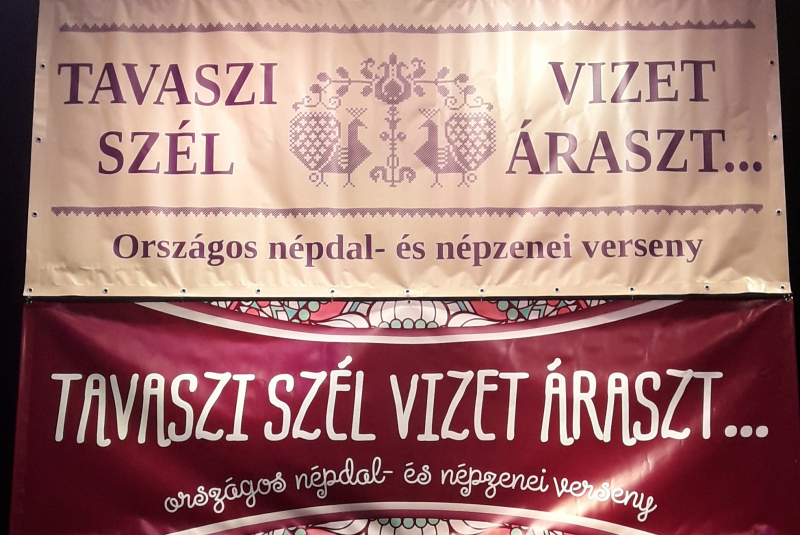 TAVASZI VIZET
SZÉL ÁRASZT...
Országos népdal- és népzenei verseny
TAVASZI SZÉL VIZET ÁRASZT...
országos népdal- és népzenei verseny